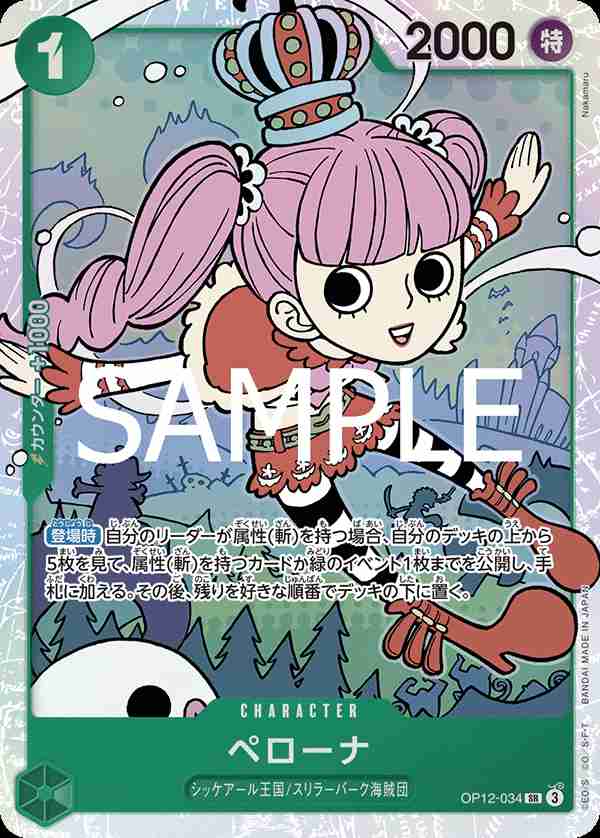 1
2000 特
Nakamaru
カウンター +1000
SAMPLE
登場時 自分のリーダーが属性(斬)を持つ場合、自分のデッキの上から
5枚を見て、属性(斬)を持つカードか緑のイベント1枚までを公開し、手
札に加える。その後、残りを好きな順番でデッキの下に置く。
CHARACTER
ペローナ
シッケアール王国/スリラーバーク海賊団
OP12-034 SR 3
©E.O/S. ©O./S・F・T BANDAI MADE IN JAPAN